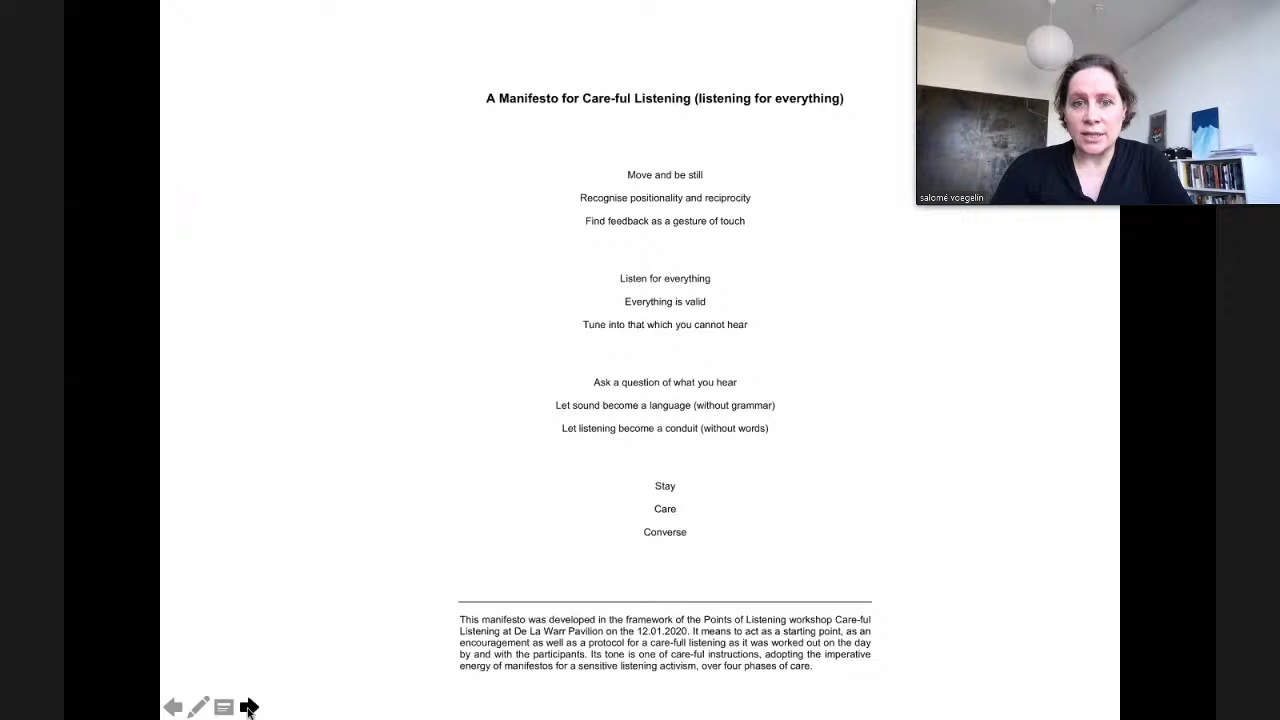 A Manifesto for Care-ful Listening (listening for everything)
Move and be still
Recognise positionality and reciprocity
Find feedback as a gesture of touch
Listen for everything
Everything is valid
Tune into that which you cannot hear
Ask a question of what you hear
Let sound become a language (without grammar)
Let listening become a conduit (without words)
Stay
Care
Converse
This manifesto was developed in the framework of the Points of Listening workshop Care-ful
Listening at De La Warr Pavilion on the 12.01.2020. It means to act as a starting point, as an
encouragement as well as a protocol for a care-full listening as it was worked out on the day
by and with the participants. Its tone is one of care-ful instructions, adopting the imperative
energy of manifestos for a sensitive listening activism, over four phases of care.
salomé voegelin